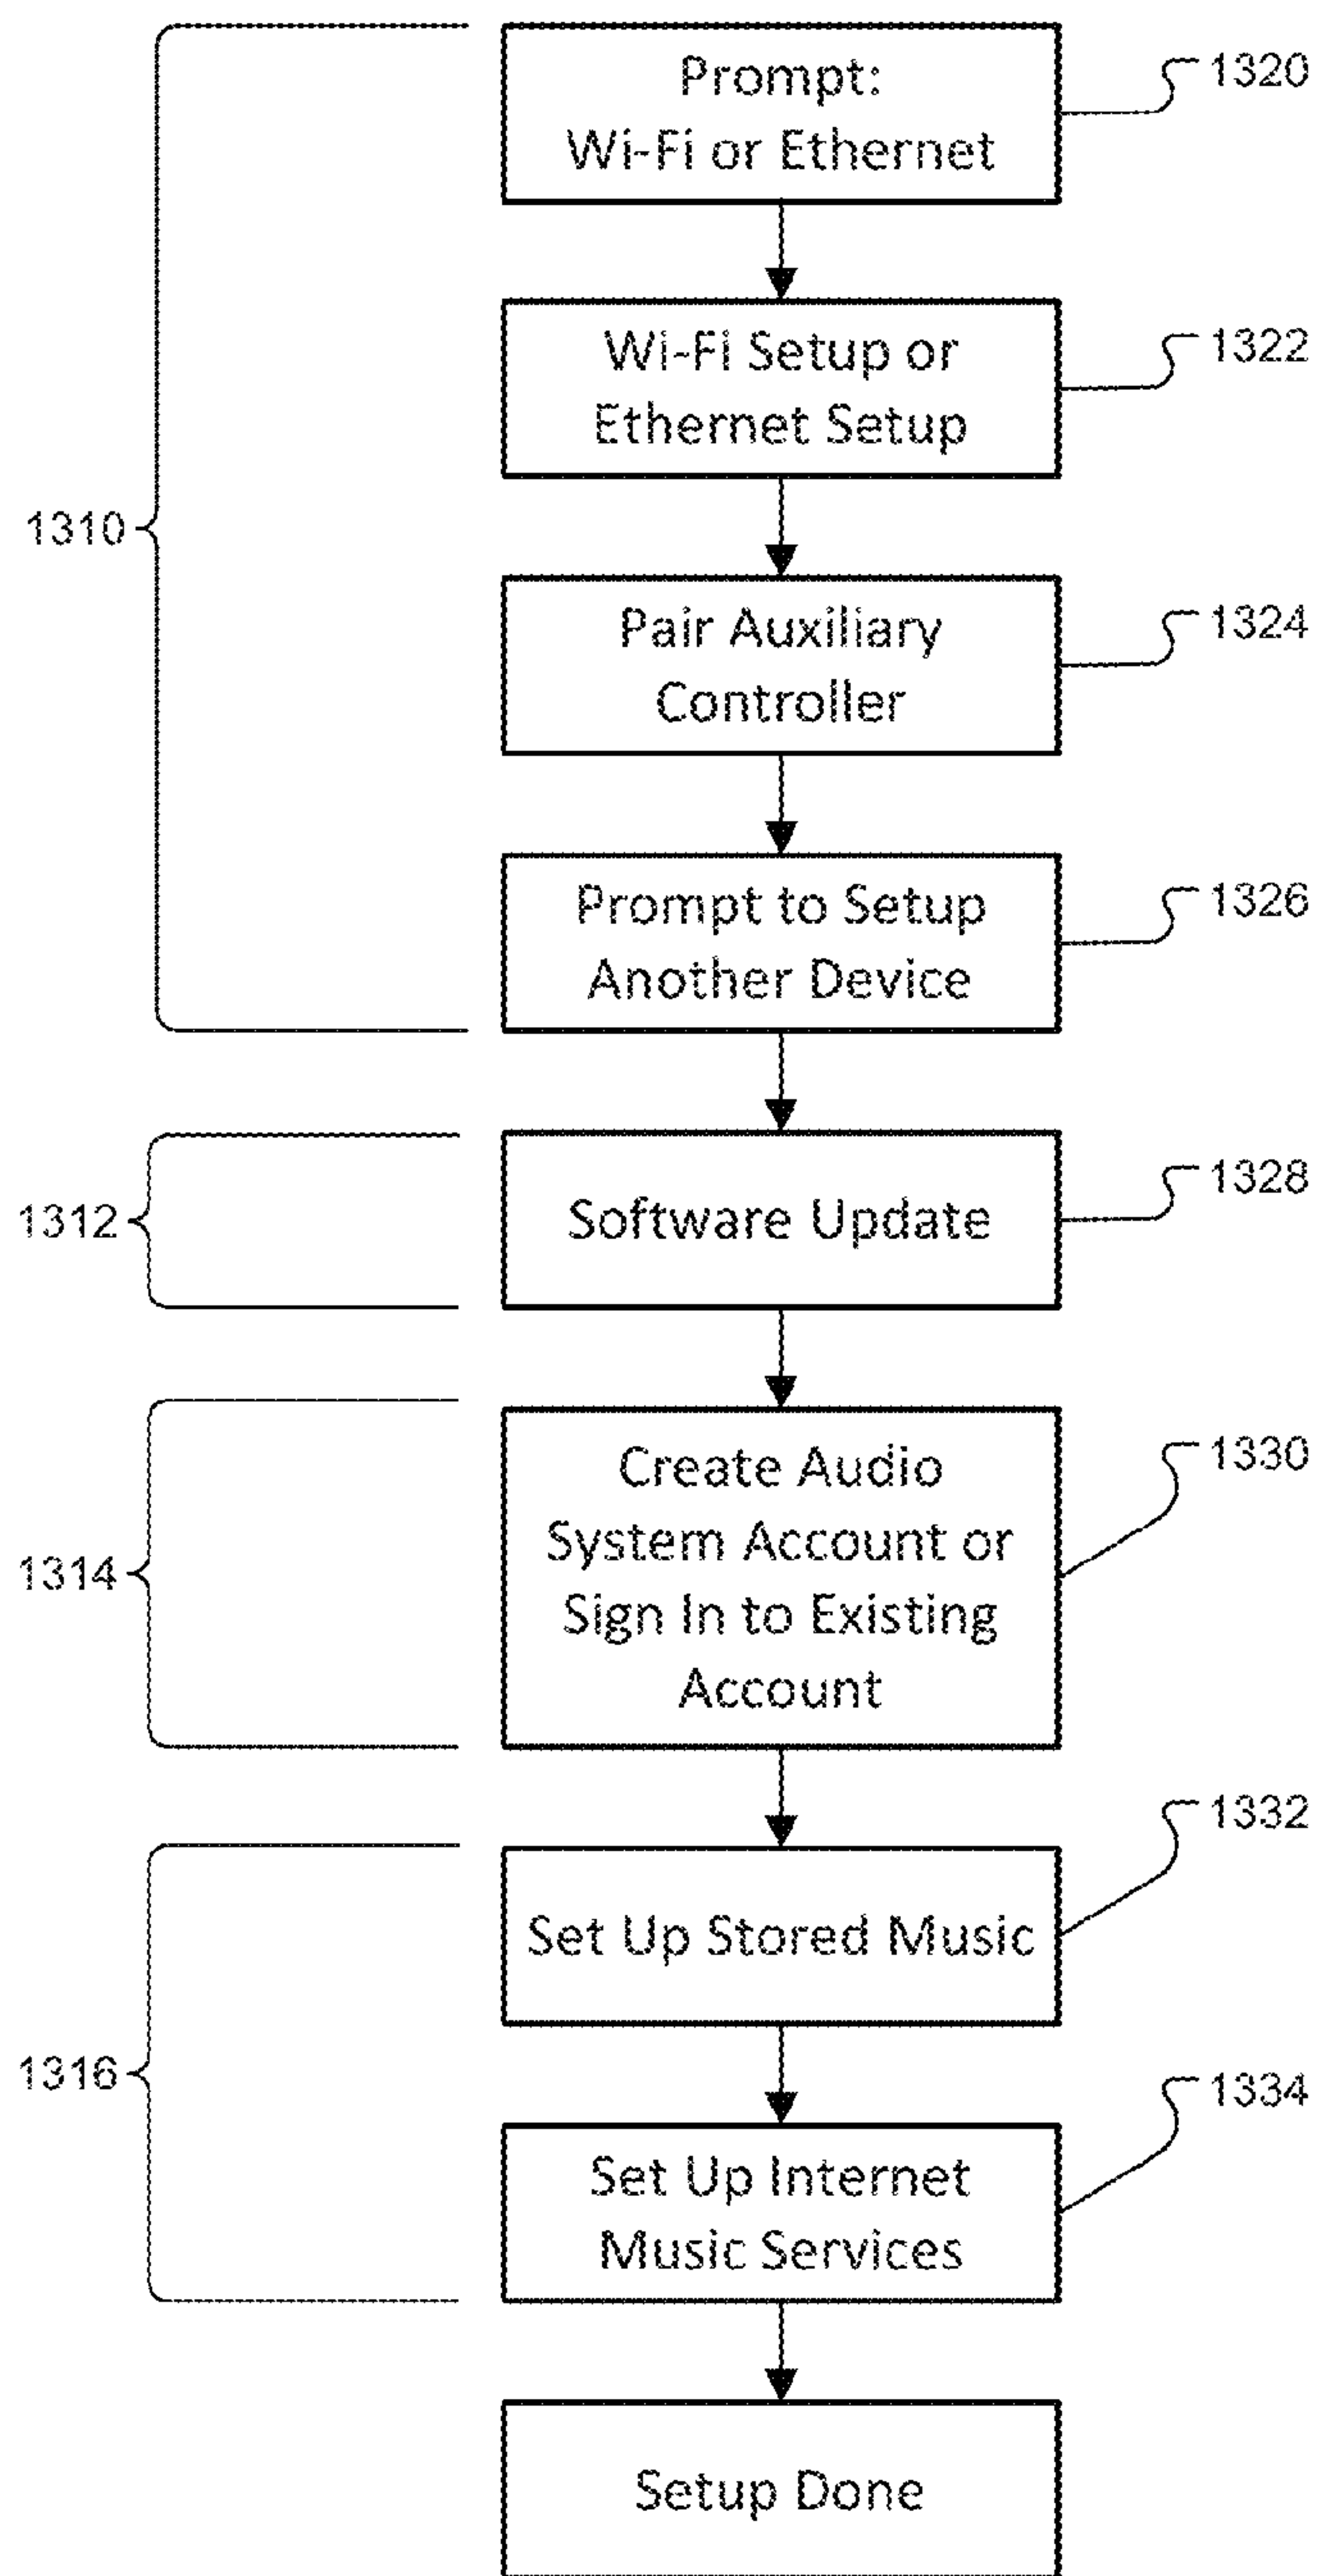 Prompt:
Wi-Fi or Ethernet
1320
Wi-Fi Setup or
Ethernet Setup
1322
1310
Pair Auxiliary
Controller
1324
Prompt to Setup
Another Device
1326
1312
Software Update
1328
1314
Create Audio
System Account or
Sign In to Existing
Account
1330
Set Up Stored Music
1332
1316
Set Up Internet
Music Services
1334
Setup Done